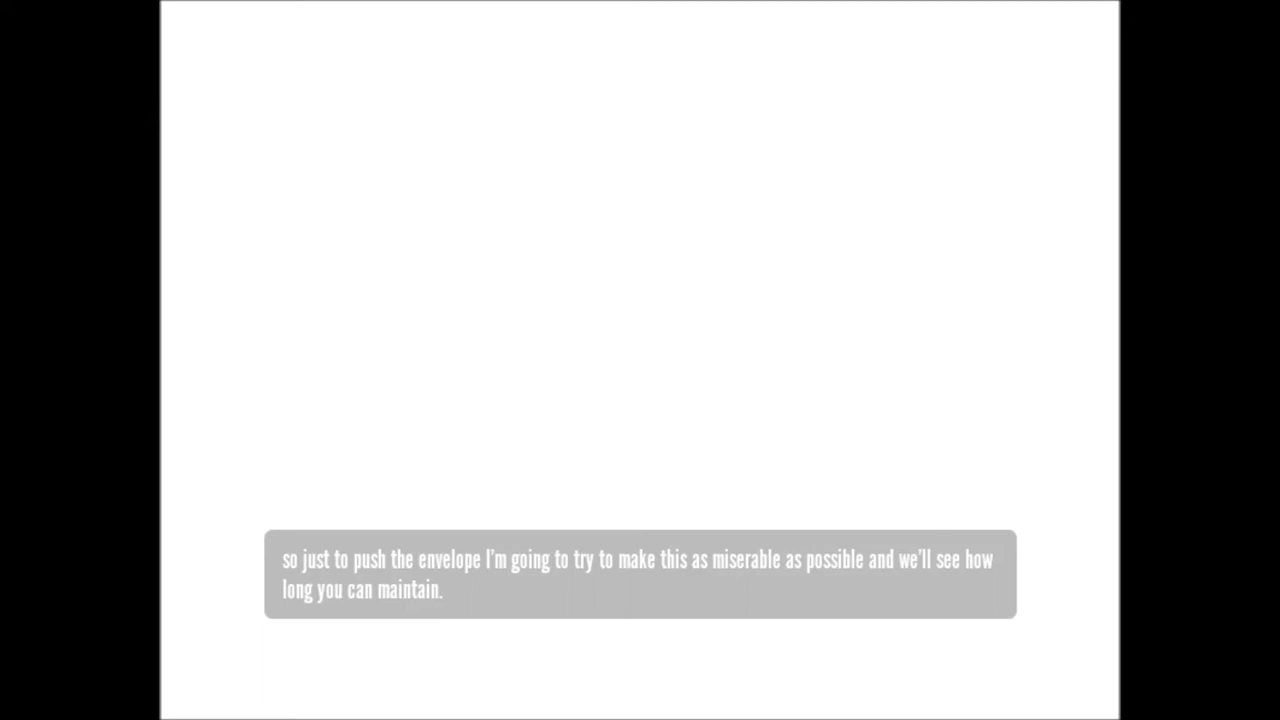 so just to push the envelope I'm going to try to make this as miserable as possible and we'll see how
long you can maintain.